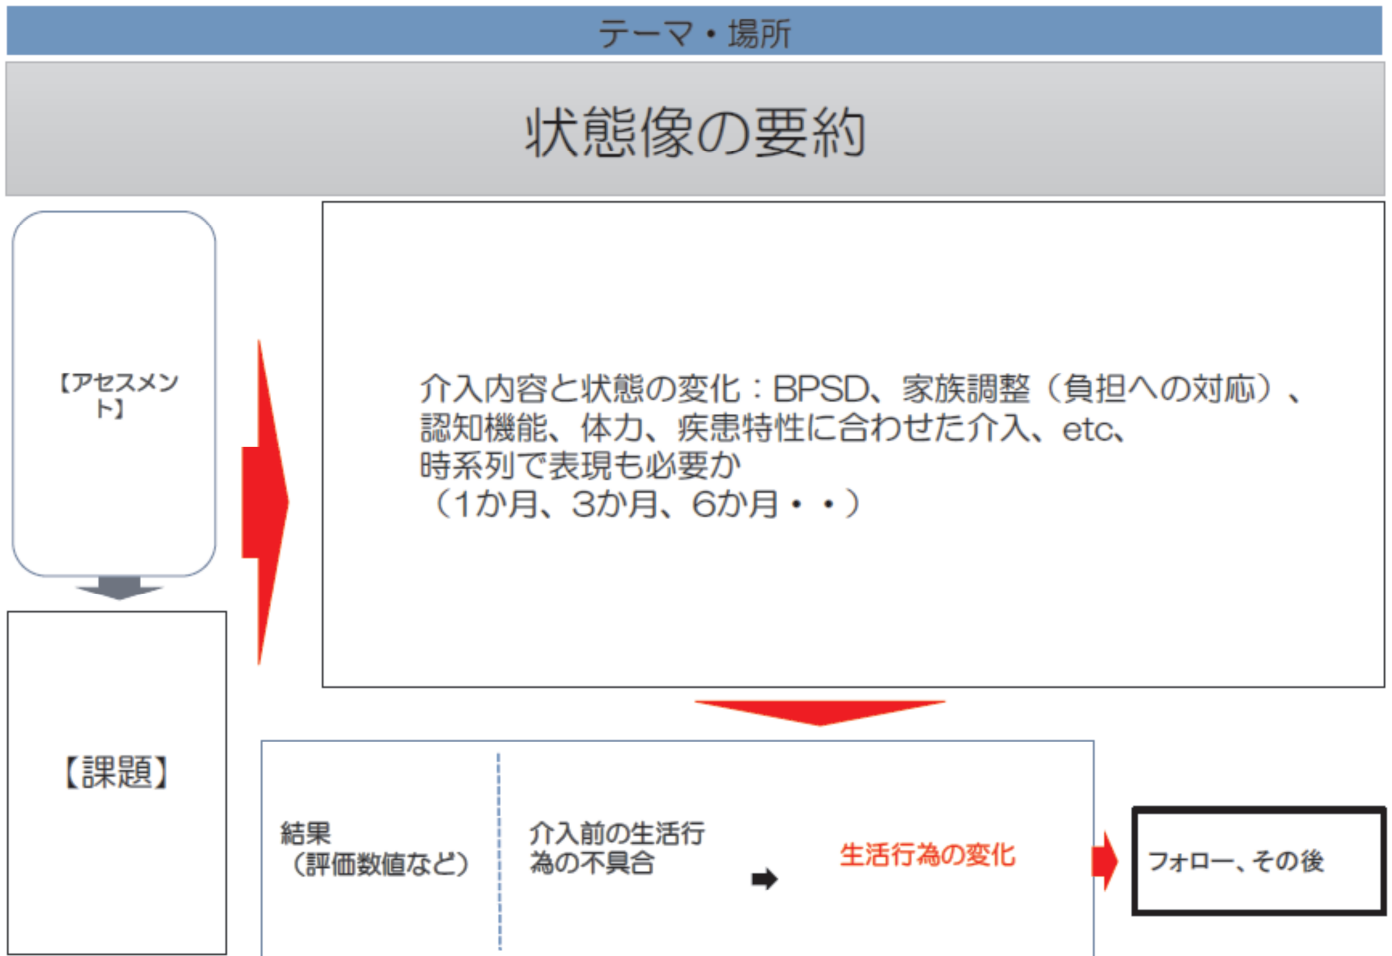 テーマ・場所
状態像の要約
【アセスメン
ト】
介入内容と状態の変化：BPSD、家族調整（負担への対応）、
認知機能、体力、疾患特性に合わせた介入、etc、
時系列で表現も必要か
（1か月、3か月、6か月・・）
【課題】
結果
（評価数値など）
介入前の生活行
為の不具合
生活行為の変化
フォロー、その後